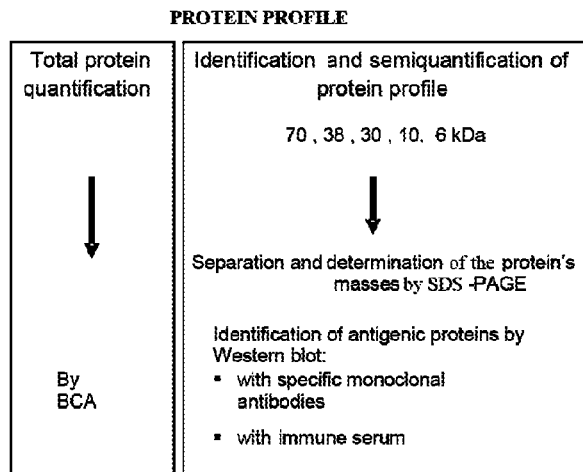 PROTEIN PROFILE
Total protein
quantification
By
BCA
Identification and semiquantification of
protein profile
70 , 38 , 30 , 10, 6 kDa
Separation and determination of the protein's
masses by SDS -PAGE
Identification of antigenic proteins by
Western blot:
▪ with specific monoclonal
antibodies
▪ with immune serum